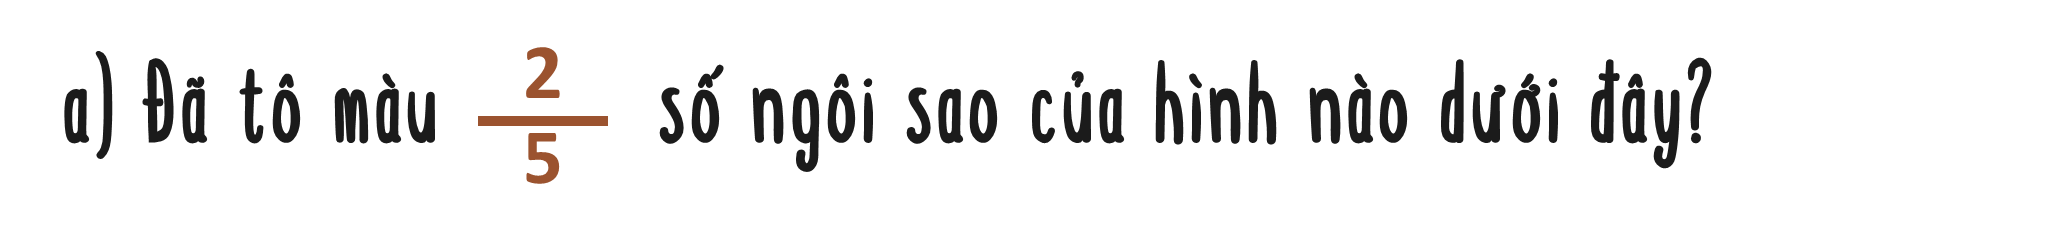 a) Đã tô màu 2/5 số ngôi sao của hình nào dưới đây?